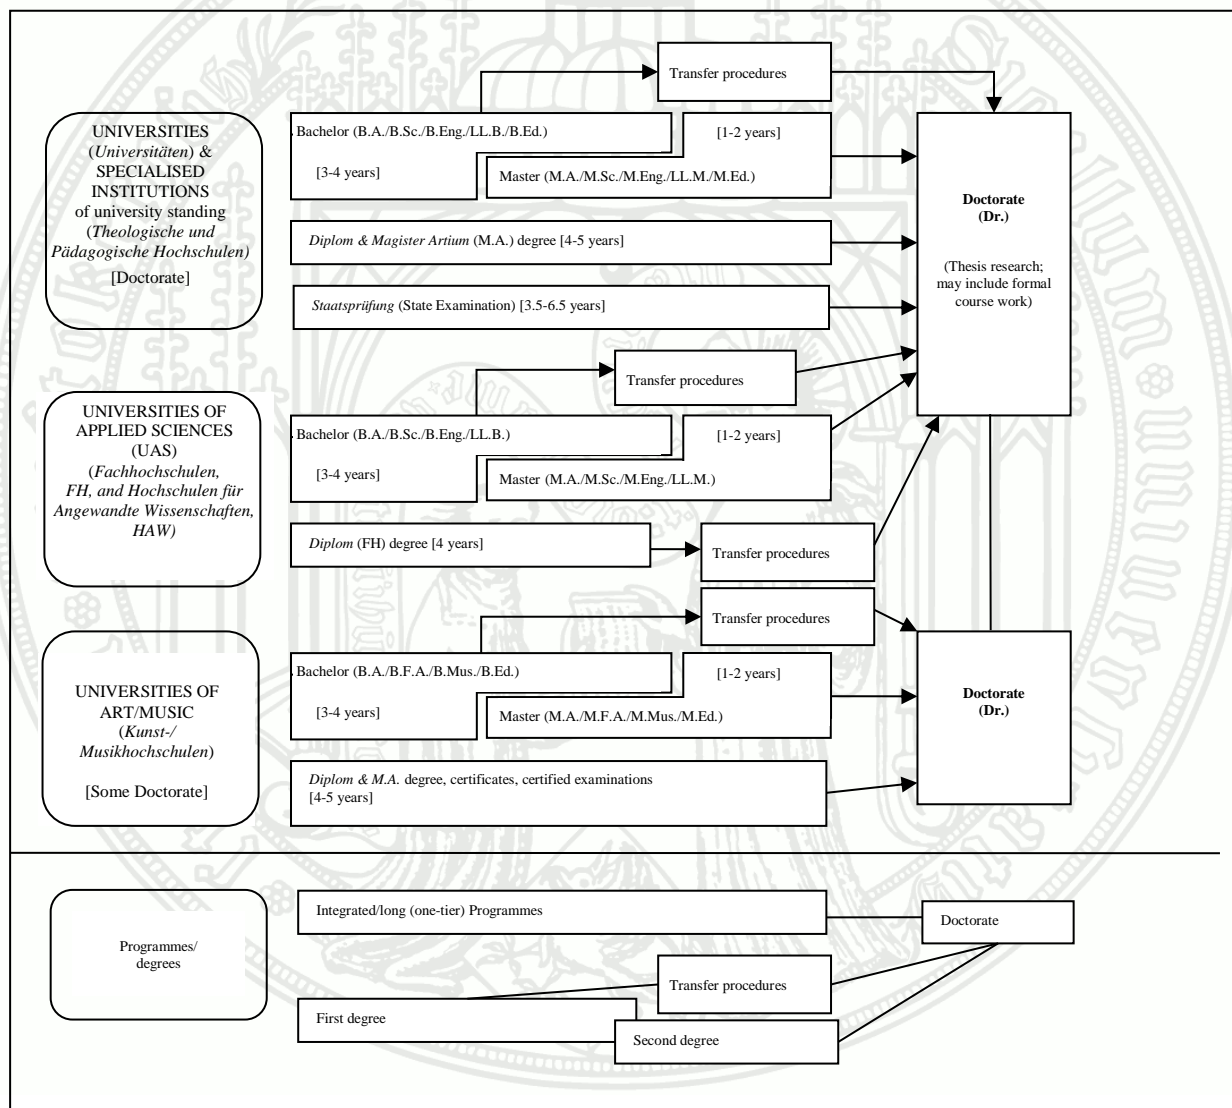 Transfer procedures
UNIVERSITIES
(Universitäten) &
SPECIALISED
INSTITUTIONS
of university standing
(Theologische und
Pädagogische Hochschulen)
[Doctorate]
Bachelor (B.A./B.Sc./B.Eng./LL.B./B.Ed.)
[3-4 years]
[1-2 years]
Master (M.A./M.Sc./M.Eng./LL.M./M.Ed.)
Diplom & Magister Artium (M.A.) degree [4-5 years]
Staatsprüfung (State Examination) [3.5-6.5 years]
Doctorate
(Dr.)
(Thesis research;
may include formal
course work)
Transfer procedures
UNIVERSITIES OF
APPLIED SCIENCES
(UAS)
(Fachhochschulen,
FH, and Hochschulen für
Angewandte Wissenschaften,
HAW)
Bachelor (B.A./B.Sc./B.Eng./LL.B.)
[3-4 years]
[1-2 years]
Master (M.A./M.Sc./M.Eng./LL.M.)
Diplom (FH) degree [4 years]
Transfer procedures
Transfer procedures
UNIVERSITIES OF
ART/MUSIC
(Kunst-/
Musikhochschulen)
[Some Doctorate]
Bachelor (B.A./B.F.A./B.Mus./B.Ed.)
[3-4 years]
[1-2 years]
Master (M.A./M.F.A./M.Mus./M.Ed.)
Diplom & M.A. degree, certificates, certified examinations
[4-5 years]
Doctorate
(Dr.)
Programmes/
degrees
Integrated/long (one-tier) Programmes
Doctorate
Transfer procedures
First degree
Second degree